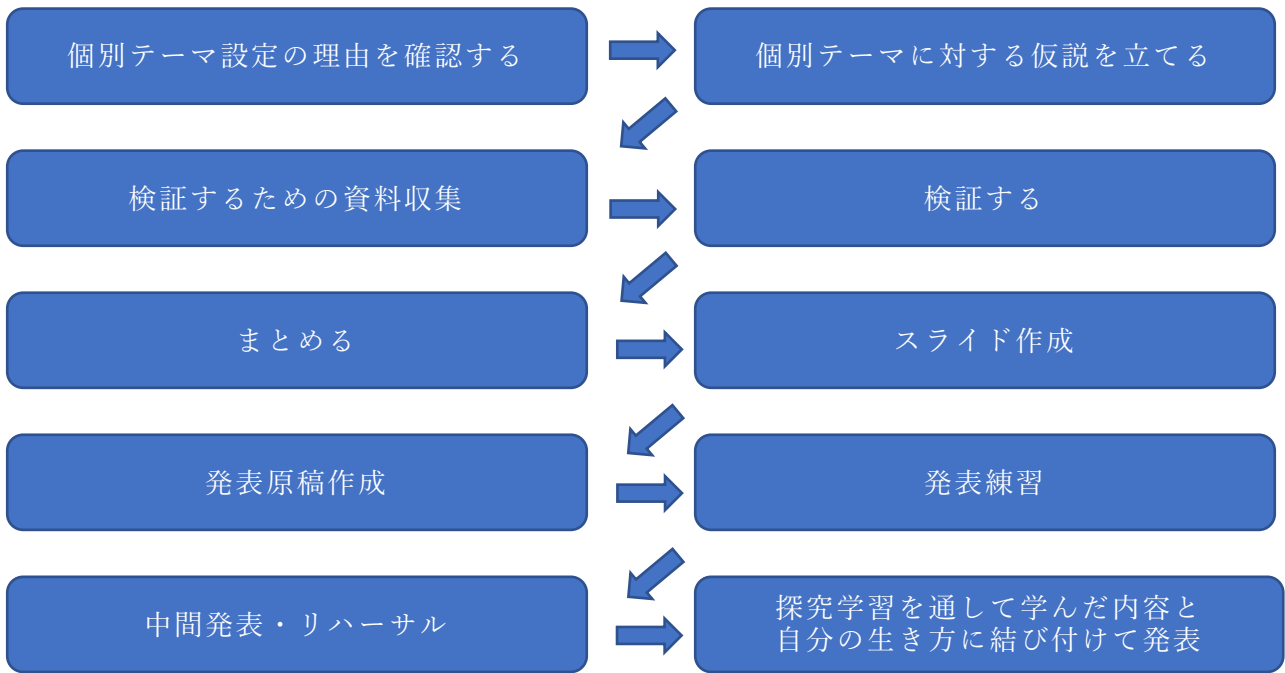 個別テーマ設定の理由を確認する
個別テーマに対する仮説を立てる
検証するための資料収集
検証する
まとめる
スライド作成
発表原稿作成
発表練習
中間発表・リハーサル
探究学習を通して学んだ内容と
自分の生き方に結び付けて発表